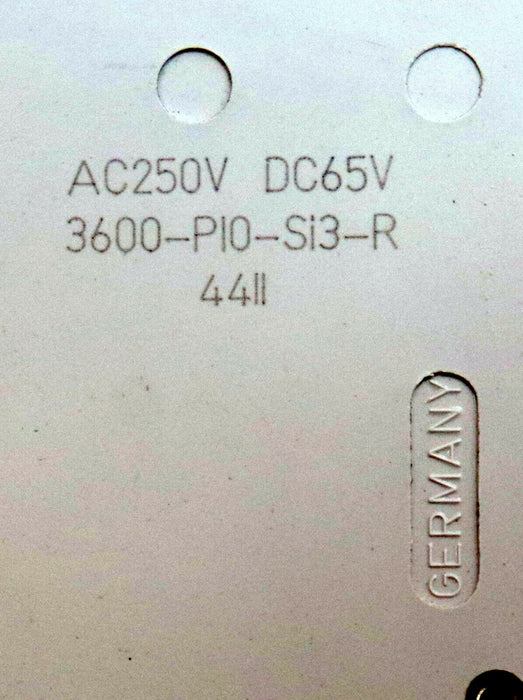 AC250V DC65V
3600-P10-Si3-R
4411
GERMANY